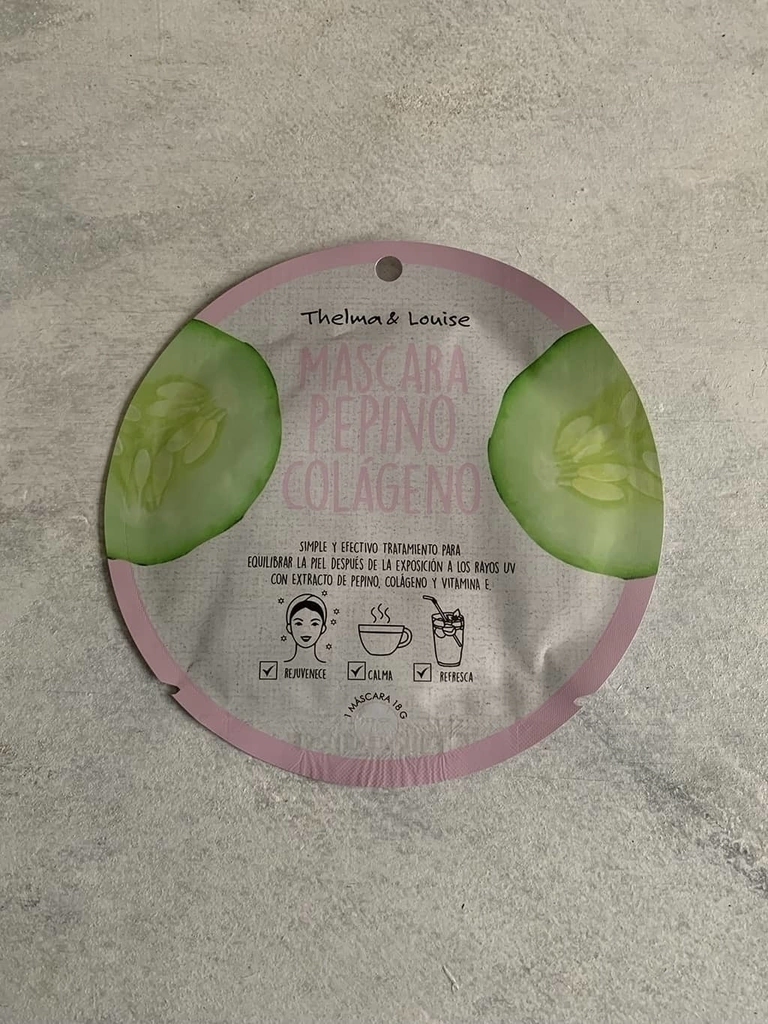 Thelma & Louise
MÁSCARA
PEPINO
COLÁGENO
SIMPLE Y EFECTIVO TRATAMIENTO PARA
EQUILIBRAR LA PIEL DESPUÉS DE LA EXPOSICIÓN A LOS RAYOS UV
CON EXTRACTO DE PEPINO, COLÁGENO Y VITAMINA E.
REJUVENECE CALMA REFRESCA
1 MÁSCARA 18 G